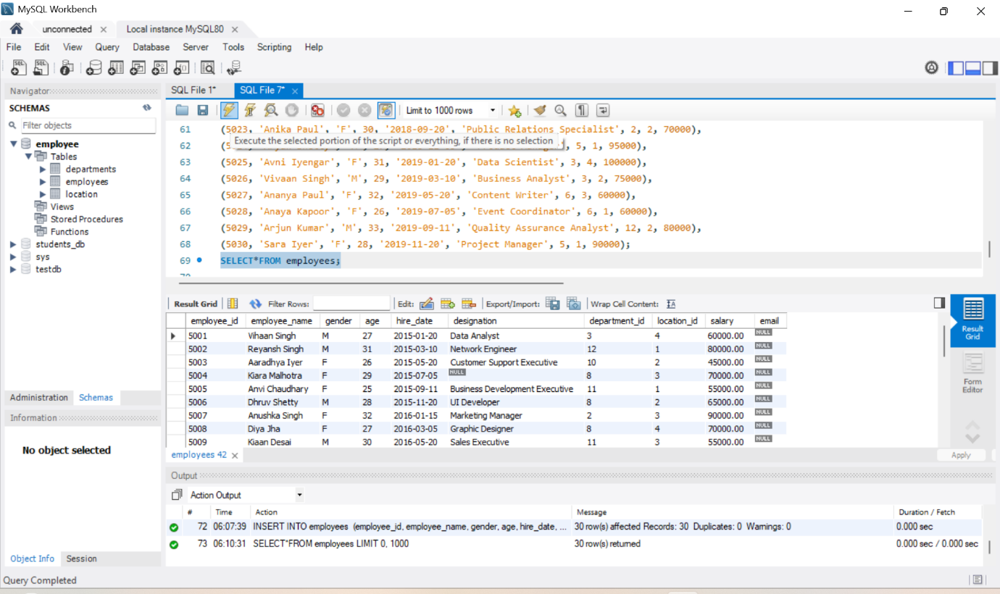 MySQL Workbench
unconnected
Local instance MySQL80
File Edit View Query Database Server Tools Scripting Help
Navigator
SCHEMAS
Filter objects
employee
Tables
departments
employees
location
Views
Stored Procedures
Functions
students_db
sys
testdb
Administration Schemas
Information
No object selected
Object Info Session
Query Completed
SQL File 1*
SQL File 7*
Limit to 1000 rows
61 (5023, 'Anika Paul', 'F', 30, '2018-09-20', 'Public Relations Specialist', 2, 2, 70000),
Execute the selected portion of the script or everything, if there is no selection
62 (5 , 5, 1, 95000),
63 (5025, 'Avni Iyengar', 'F', 31, '2019-01-20', 'Data Scientist', 3, 4, 100000),
64 (5026, 'Vivaan Singh', 'M', 29, '2019-03-10', 'Business Analyst', 3, 2, 75000),
65 (5027, 'Ananya Paul', 'F', 32, '2019-05-20', 'Content Writer', 6, 3, 60000),
66 (5028, 'Anaya Kapoor', 'F', 26, '2019-07-05', 'Event Coordinator', 6, 1, 60000),
67 (5029, 'Arjun Kumar', 'M', 33, '2019-09-11', 'Quality Assurance Analyst', 12, 2, 80000),
68 (5030, 'Sara Iyer', 'F', 28, '2019-11-20', 'Project Manager', 5, 1, 90000);
69 SELECT*FROM employees;
Result Grid Filter Rows: Edit: Export/Import: Wrap Cell Content:
employee_id employee_name gender age hire_date designation department_id location_id salary email
5001 Vihaan Singh M 27 2015-01-20 Data Analyst 3 4 60000.00 NULL
5002 Reyansh Singh M 31 2015-03-10 Network Engineer 12 1 80000.00 NULL
5003 Aaradhya Iyer F 26 2015-05-20 Customer Support Executive 10 2 45000.00 NULL
5004 Kiara Malhotra F 29 2015-07-05 NULL 8 3 70000.00 NULL
5005 Anvi Chaudhary F 25 2015-09-11 Business Development Executive 11 1 55000.00 NULL
5006 Dhruv Shetty M 28 2015-11-20 UI Developer 8 2 65000.00 NULL
5007 Anushka Singh F 32 2016-01-15 Marketing Manager 2 3 90000.00 NULL
5008 Diya Jha F 27 2016-03-05 Graphic Designer 8 4 70000.00 NULL
5009 Kiaan Desai M 30 2016-05-20 Sales Executive 11 3 55000.00 NULL
Result
Grid
Form
Editor
employees 42
Apply
Output
Action Output
# Time Action Message Duration / Fetch
72 06:07:39 INSERT INTO employees (employee_id, employee_name, gender, age, hire_date, ... 30 row(s) affected Records: 30 Duplicates: 0 Warnings: 0 0.000 sec
73 06:10:31 SELECT*FROM employees LIMIT 0, 1000 30 row(s) returned 0.000 sec / 0.000 sec